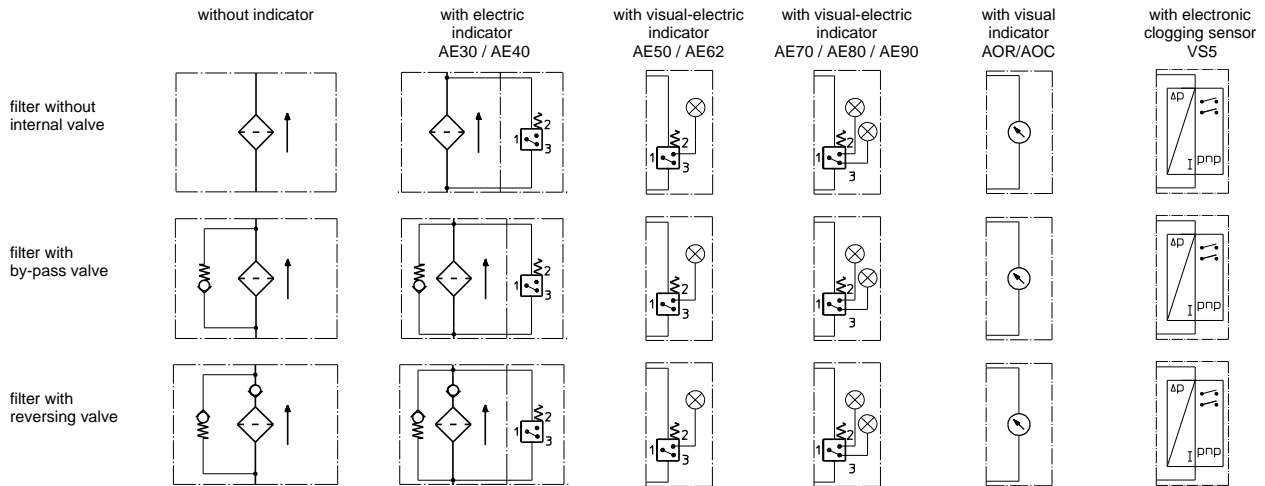 without indicator
with electric
indicator
AE30 / AE40
with visual-electric
indicator
AE50 / AE62
with visual-electric
indicator
AE70 / AE80 / AE90
with visual
indicator
AOR/AOC
with electronic
clogging sensor
VS5
filter without
internal valve
1 2 3
1 2 3
1 2 3
Δp
I pnp
filter with
by-pass valve
1 2 3
1 2 3
1 2 3
Δp
I pnp
filter with
reversing valve
1 2 3
1 2 3
1 2 3
Δp
I pnp